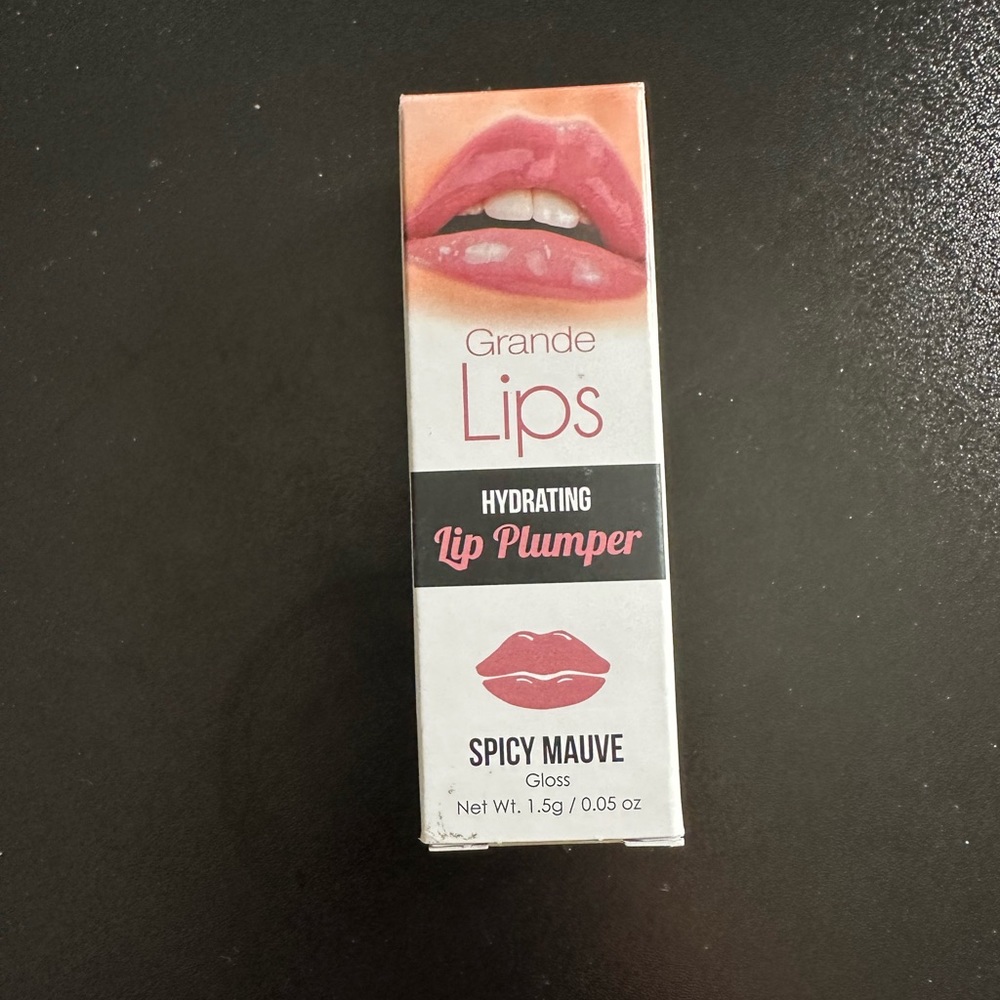 Grande
Lips
HYDRATING
Lip Plumper
SPICY MAUVE
Gloss
Net Wt. 1.5g / 0.05 oz